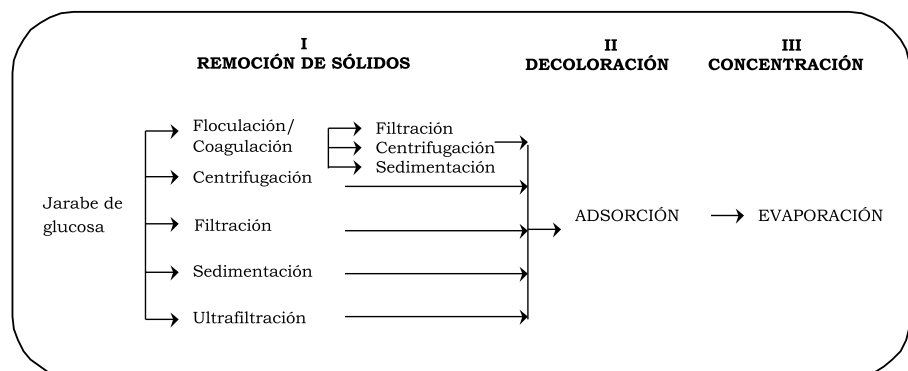 I
REMOCIÓN DE SÓLIDOS
II
DECOLORACIÓN
III
CONCENTRACIÓN
Jarabe de
glucosa
Floculación/
Coagulación
Filtración
Centrifugación
Sedimentación
Centrifugación
Filtración
Sedimentación
Ultrafiltración
ADSORCIÓN
EVAPORACIÓN